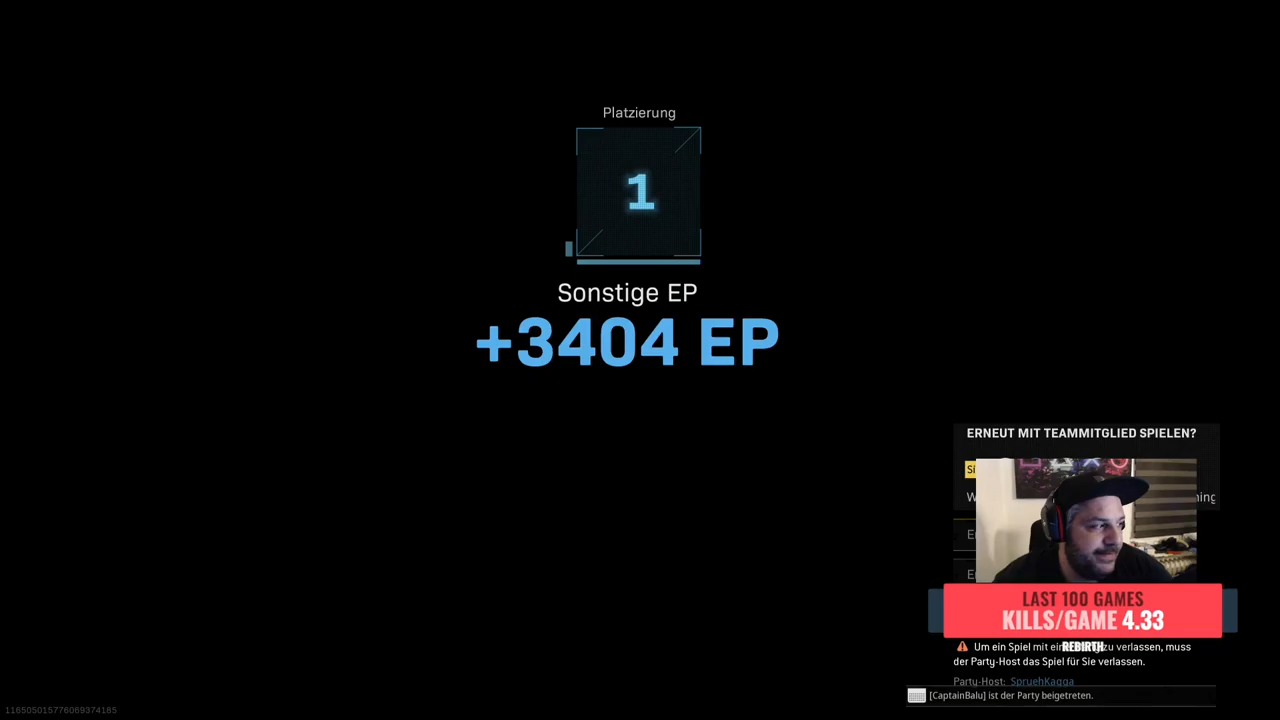 Platzierung
1
Sonstige EP
+3404 EP
ERNEUT MIT TEAMMITGLIED SPIELEN?
LAST 100 GAMES
KILLS/GAME 4.33
REBIRTH
Um ein Spiel mit zu verlassen, muss
der Party-Host das Spiel für Sie verlassen.
Party-Host: SpruehKagga
[CaptainBalu] ist der Party beigetreten.
116505015776069374185